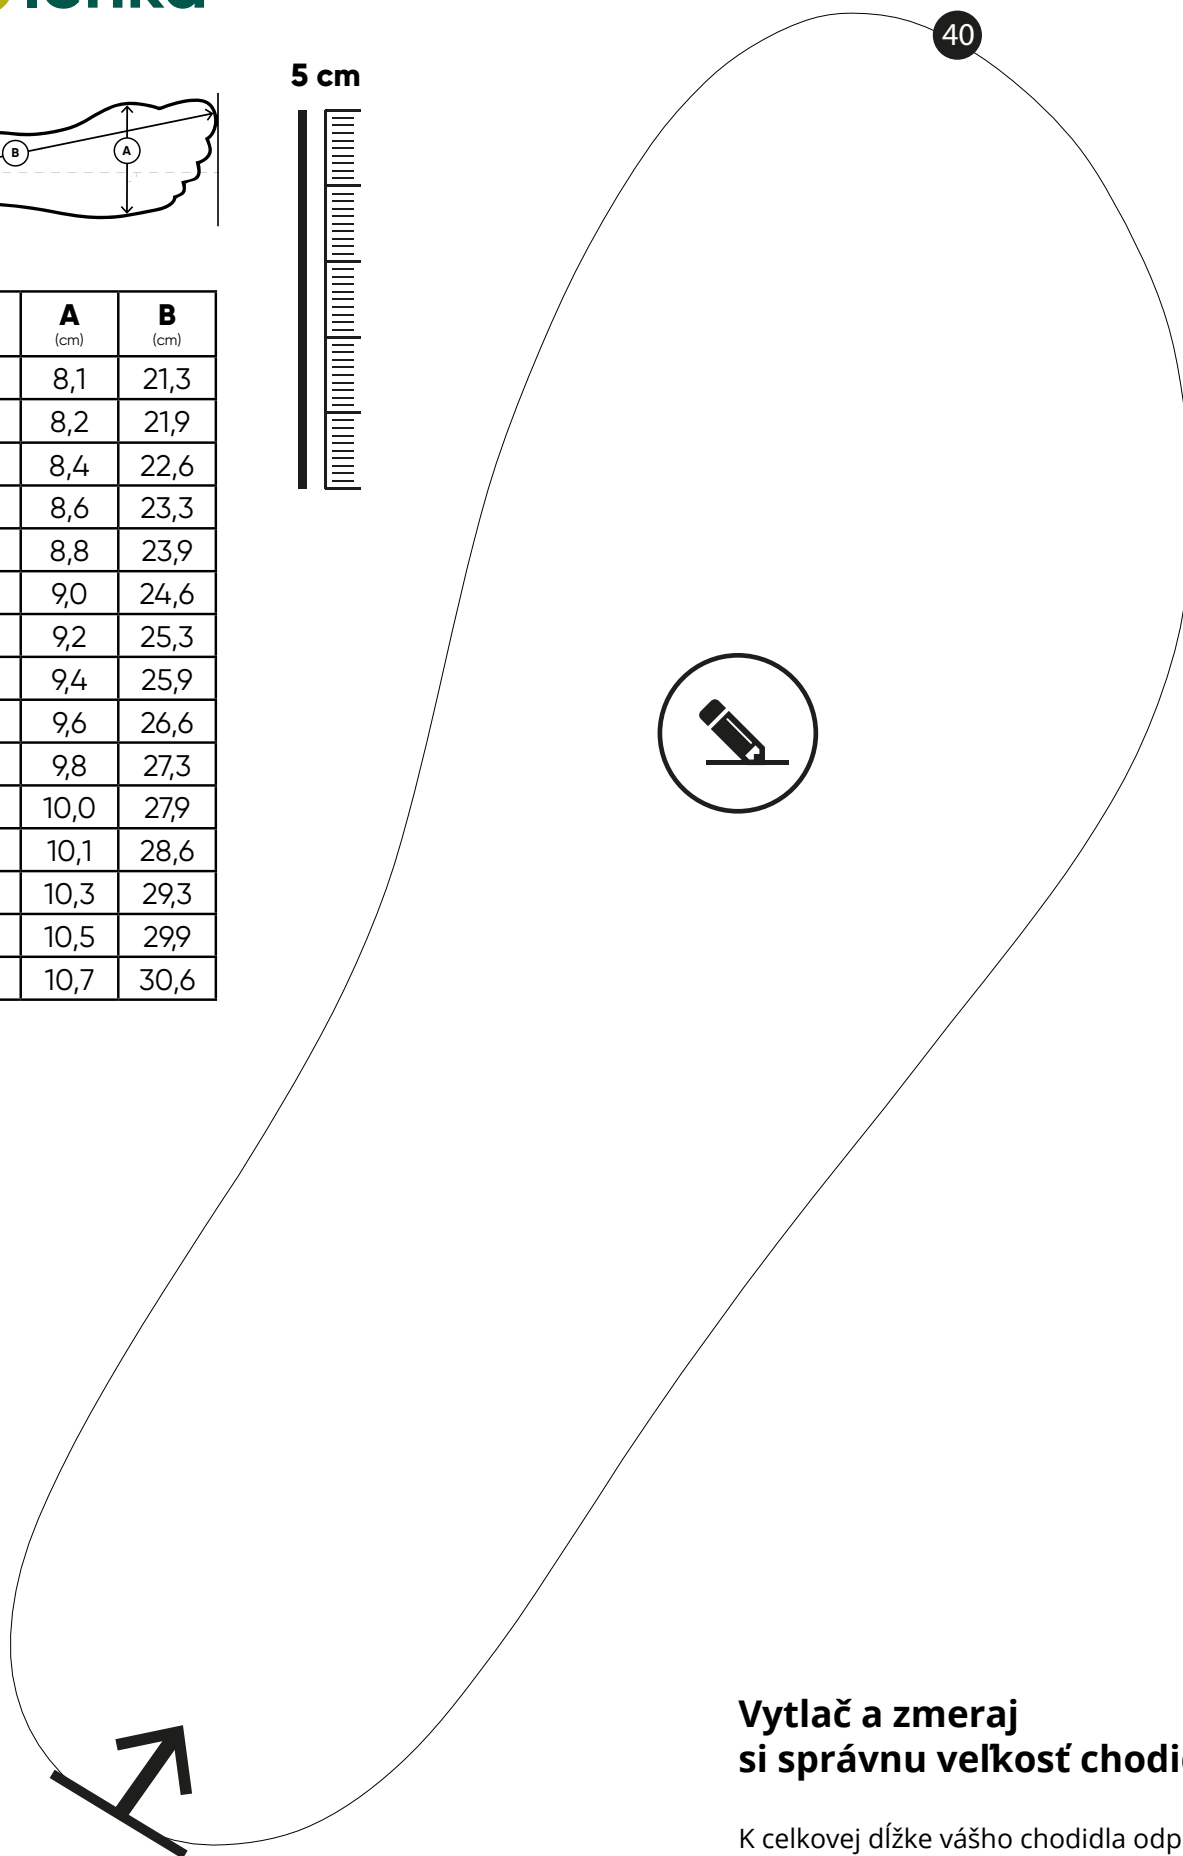 40
5 cm
B A
A B
(cm) (cm)
8,1 21,3
8,2 21,9
8,4 22,6
8,6 23,3
8,8 23,9
9,0 24,6
9,2 25,3
9,4 25,9
9,6 26,6
9,8 27,3
10,0 27,9
10,1 28,6
10,3 29,3
10,5 29,9
10,7 30,6
Vytlač a zmeraj
si správnu veľkosť
K celkovej dĺžke vášho chodidla